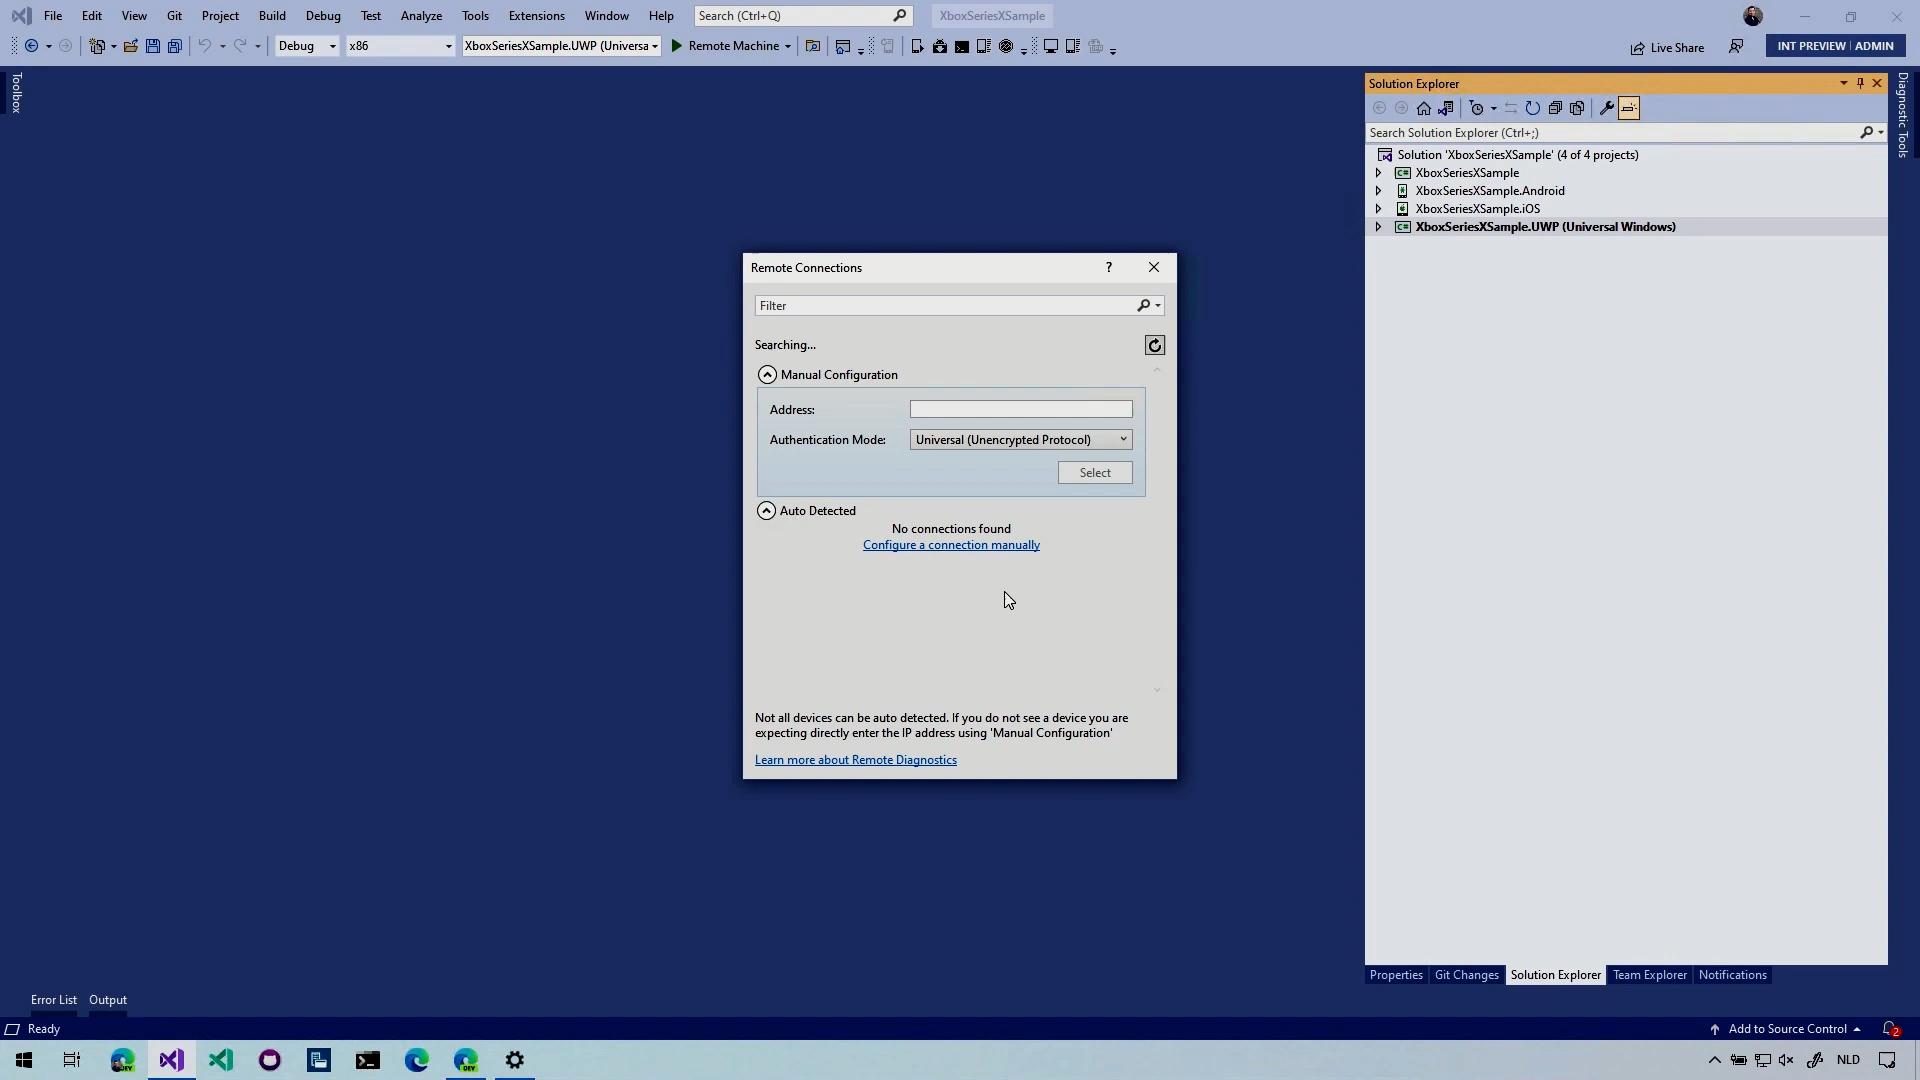 File Edit View Git Project Build Debug Test Analyze Tools Extensions Window Help Search (Ctrl+Q) XboxSeriesXSample
Debug x86 XboxSeriesXSample.UWP (Universa Remote Machine Live Share INT PREVIEW | ADMIN
Toolbox
Diagnostic Tools
Solution Explorer
Search Solution Explorer (Ctrl+;)
Solution 'XboxSeriesXSample' (4 of 4 projects)
C# XboxSeriesXSample
XboxSeriesXSample.Android
XboxSeriesXSample.iOS
C# XboxSeriesXSample.UWP (Universal Windows)
Remote Connections ?
Filter
Searching...
Manual Configuration
Address:
Authentication Mode: Universal (Unencrypted Protocol)
Select
Auto Detected
No connections found
Configure a connection manually
Not all devices can be auto detected. If you do not see a device you are
expecting directly enter the IP address using 'Manual Configuration'
Learn more about Remote Diagnostics
Properties Git Changes Solution Explorer Team Explorer Notifications
Error List Output
Ready Add to Source Control 2
DEV DEV NLD